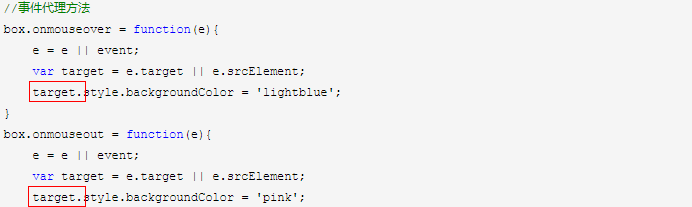 //事件代理方法
box.onmouseover = function(e){
    e = e || event;
    var target = e.target || e.srcElement;
    target.style.backgroundColor = 'lightblue';
}
box.onmouseout = function(e){
    e = e || event;
    var target = e.target || e.srcElement;
    target.style.backgroundColor = 'pink';